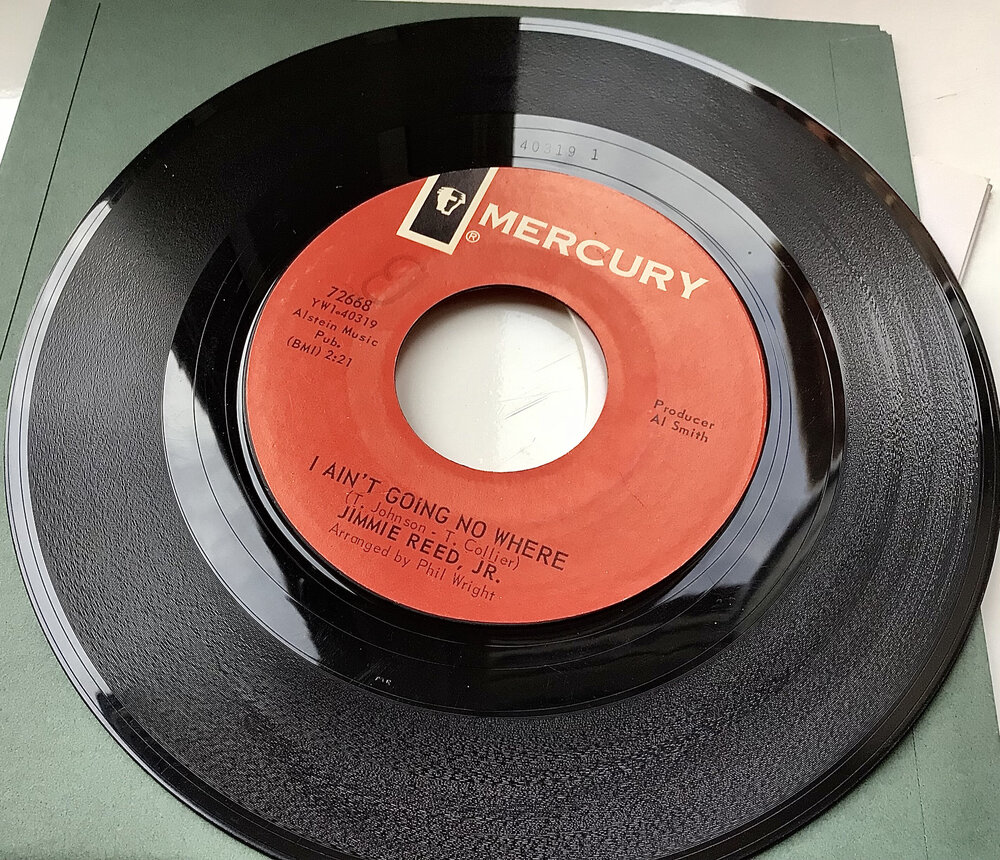 40319 1
MERCURY
®
72668
YW1-40319
Alstein Music
Pub.
(BMI) 2:21
Producer
Al Smith
I AIN'T GOING NO WHERE
(T. Johnson - T. Collier)
JIMMIE REED, JR.
Arranged by Phil Wright